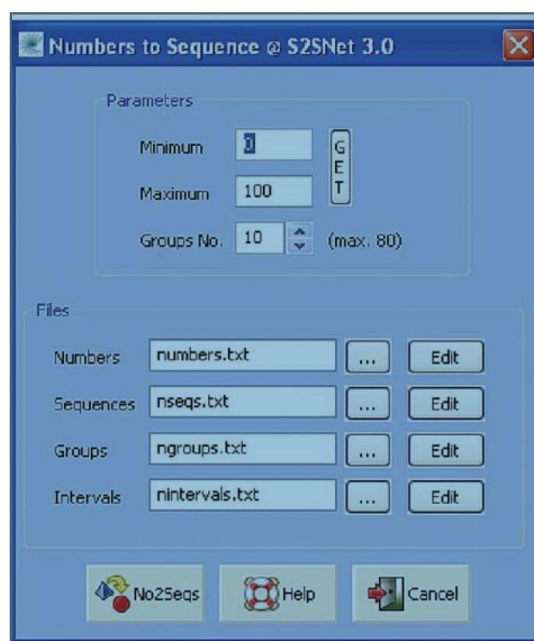 Numbers to Sequence @ S2SNet 3.0
Parameters
Minimum 0 GET
Maximum 100
Groups No. 10 (max. 80)
Files
Numbers numbers.txt ... Edit
Sequences nseqs.txt ... Edit
Groups ngroups.txt ... Edit
Intervals nintervals.txt ... Edit
No2Seqs Help Cancel